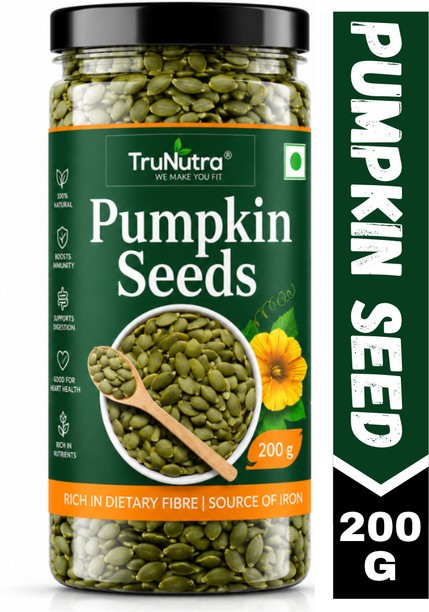 TruNutra®
WE MAKE YOU FIT
Pumpkin
Seeds
100%
NATURAL
BOOSTS
IMMUNITY
SUPPORTS
DIGESTION
GOOD FOR
HEART HEALTH
RICH IN
NUTRIENTS
200 g
RICH IN DIETARY FIBRE | SOURCE OF IRON
PUMPKIN SEED
200
G